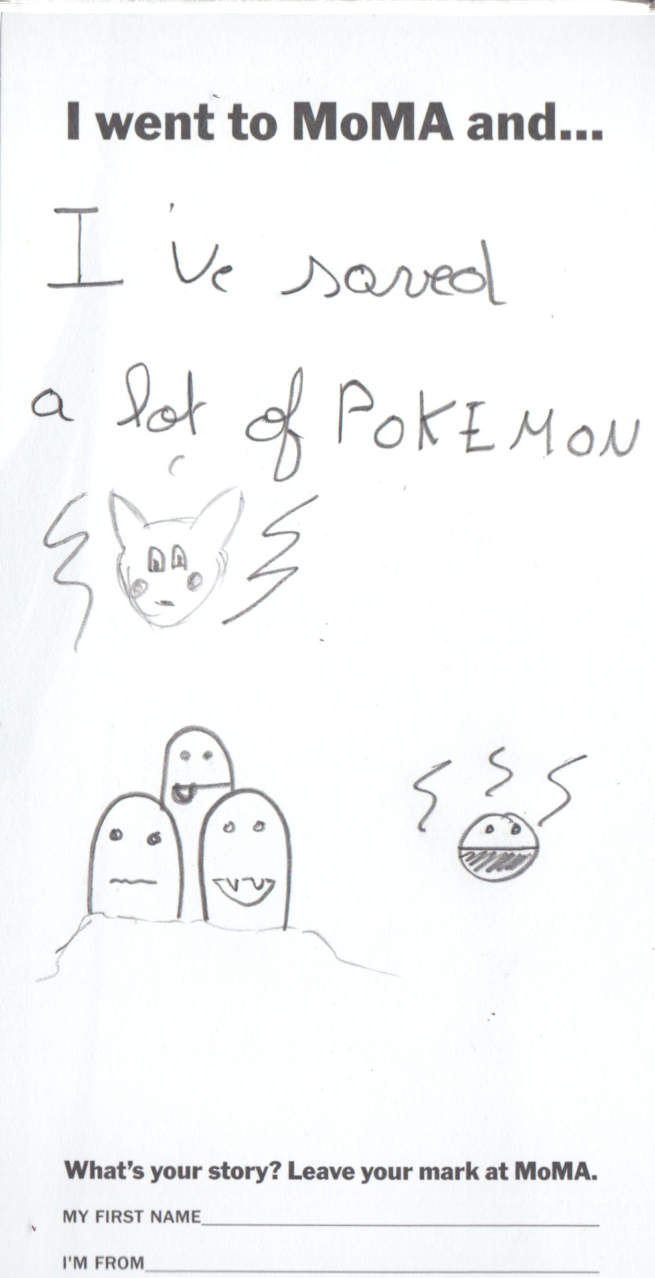 I went to MoMA and...
I've saved
a lot of POKEMON
What's your story? Leave your mark at MoMA.
MY FIRST NAME
I'M FROM